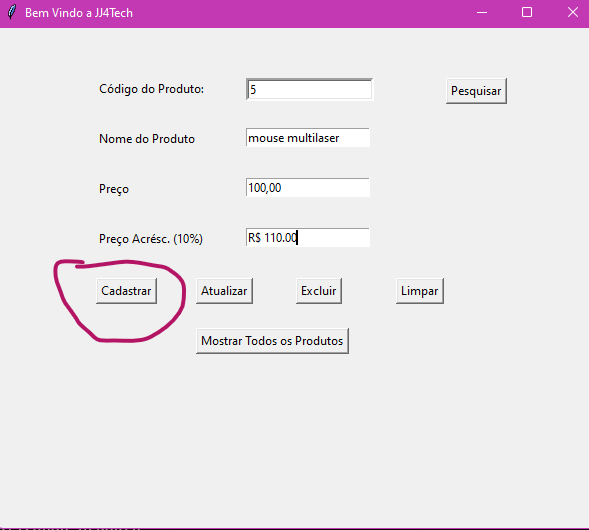 Bem Vindo a JJ4Tech
Código do Produto: 5 Pesquisar
Nome do Produto mouse multilaser
Preço 100,00
Preço Acrésc. (10%) R$ 110.00
Cadastrar Atualizar Excluir Limpar
Mostrar Todos os Produtos